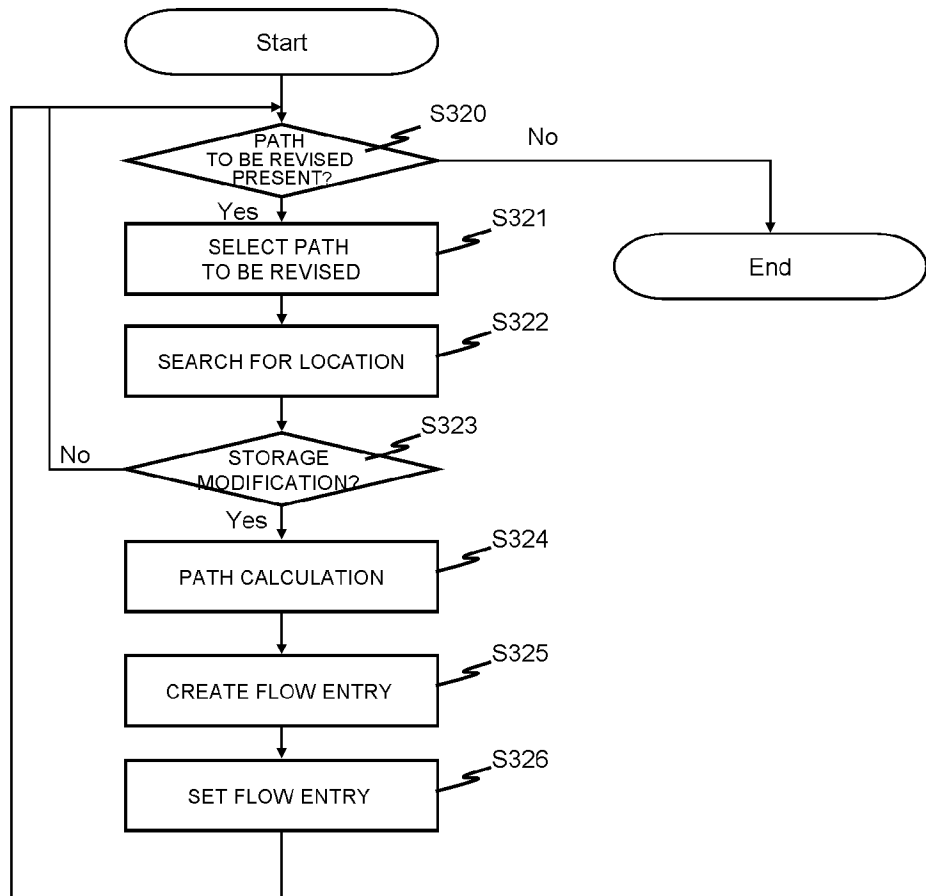 Start
S320
PATH
TO BE REVISED
PRESENT?
No
Yes
S321
SELECT PATH
TO BE REVISED
End
S322
SEARCH FOR LOCATION
S323
No
STORAGE
MODIFICATION?
Yes
S324
PATH CALCULATION
S325
CREATE FLOW ENTRY
S326
SET FLOW ENTRY